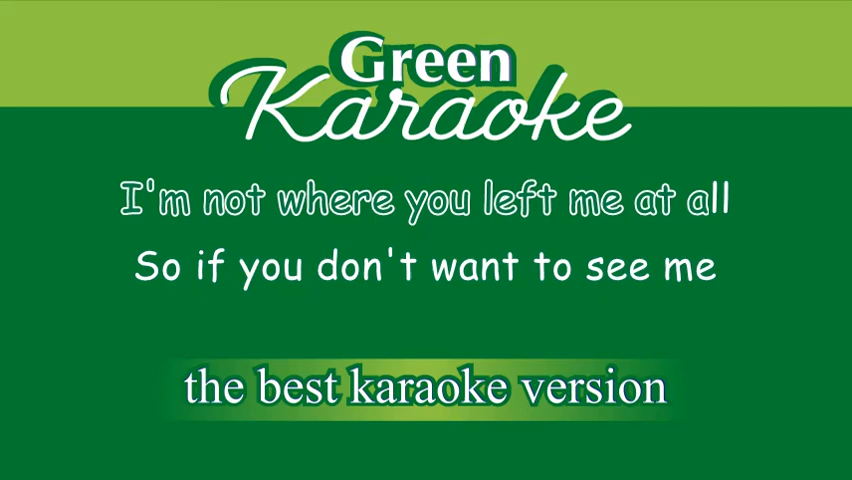 Green
Karaoke
I'm not where you left me at all
So if you don't want to see me
the best karaoke version